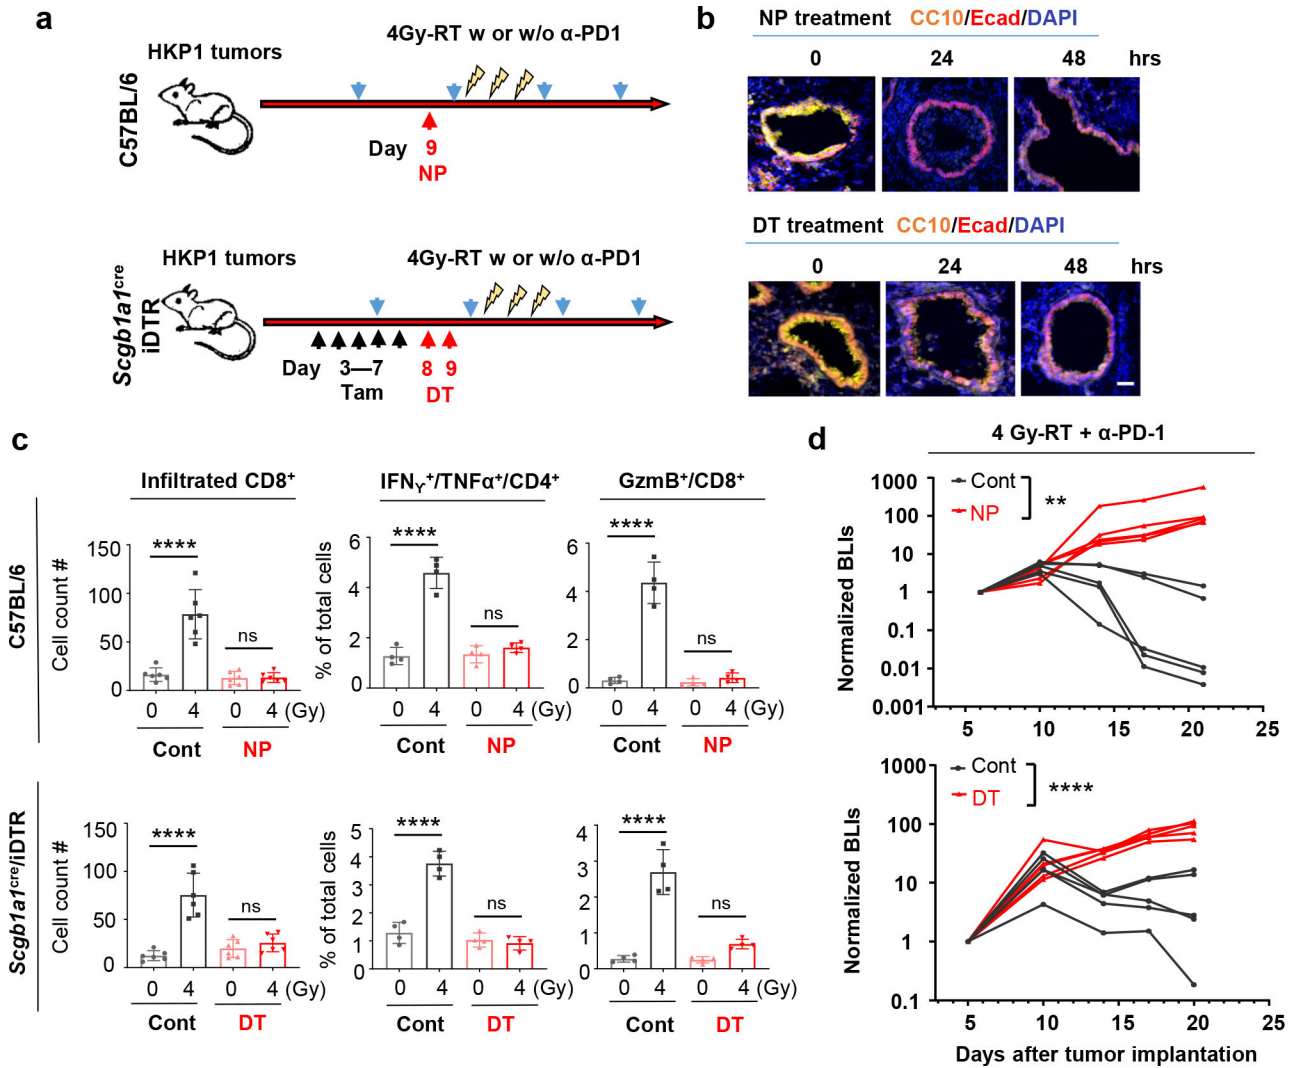 a
4Gy-RT w or w/o α-PD1
HKP1 tumors
C57BL/6
Day 9
NP
HKP1 tumors
4Gy-RT w or w/o α-PD1
Scgb1a1cre
iDTR
Day 3—7 8 9
Tam DT
b
NP treatment CC10/Ecad/DAPI
0 24 48 hrs
DT treatment CC10/Ecad/DAPI
0 24 48 hrs
c
C57BL/6
Infiltrated CD8+
Cell count #
150
100
50
0
****
ns
0 4 0 4 (Gy)
Cont NP
IFNɣ+/TNFα+/CD4+
% of total cells
6
4
2
0
****
ns
0 4 0 4 (Gy)
Cont NP
GzmB+/CD8+
6
4
2
0
****
ns
0 4 0 4 (Gy)
Cont NP
Scgb1a1cre/iDTR
Cell count #
150
100
50
0
****
ns
0 4 0 4 (Gy)
Cont DT
% of total cells
5
4
3
2
1
0
****
ns
0 4 0 4 (Gy)
Cont DT
4
3
2
1
0
****
ns
0 4 0 4 (Gy)
Cont DT
d
4 Gy-RT + α-PD-1
Normalized BLIs
1000
100
10
1
0.1
0.01
0.001
Cont
NP
**
5 10 15 20 25
Normalized BLIs
1000
100
10
1
0.1
Cont
DT
****
5 10 15 20 25
Days after tumor implantation